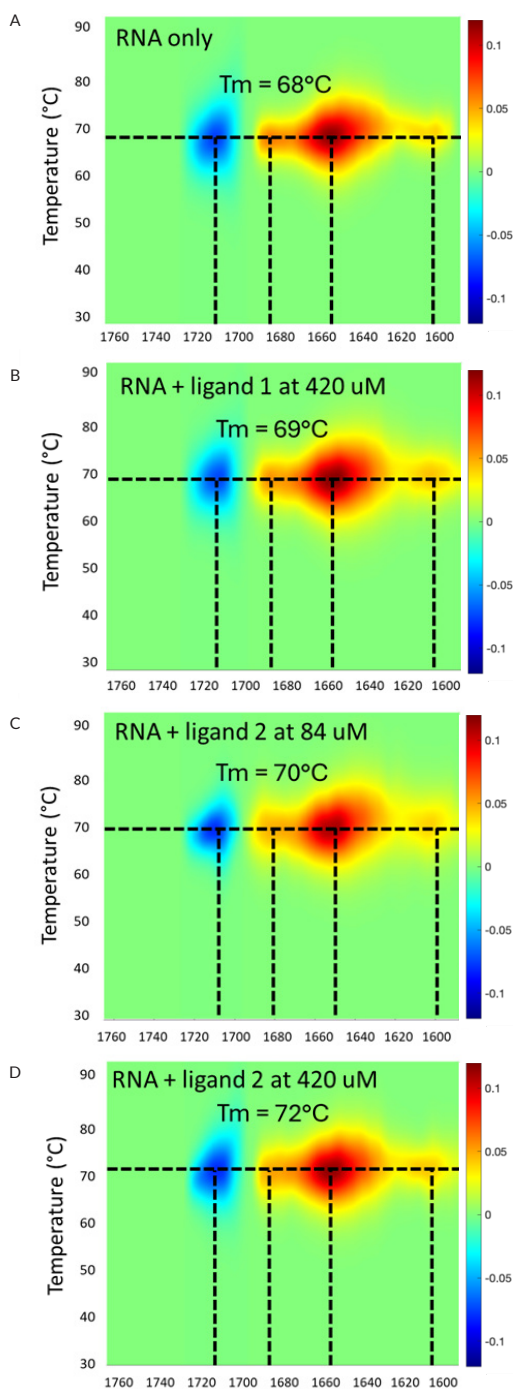 A
RNA only
Tm = 68°C
Temperature (°C)
90
80
70
60
50
40
30
1760 1740 1720 1700 1680 1660 1640 1620 1600
0.1
0.05
0
-0.05
-0.1
B
RNA + ligand 1 at 420 uM
Tm = 69°C
Temperature (°C)
90
80
70
60
50
40
30
1760 1740 1720 1700 1680 1660 1640 1620 1600
0.1
0.05
0
-0.05
-0.1
C
RNA + ligand 2 at 84 uM
Tm = 70°C
Temperature (°C)
90
80
70
60
50
40
30
1760 1740 1720 1700 1680 1660 1640 1620 1600
0.1
0.05
0
-0.05
-0.1
D
RNA + ligand 2 at 420 uM
Tm = 72°C
Temperature (°C)
90
80
70
60
50
40
30
1760 1740 1720 1700 1680 1660 1640 1620 1600
0.1
0.05
0
-0.05
-0.1